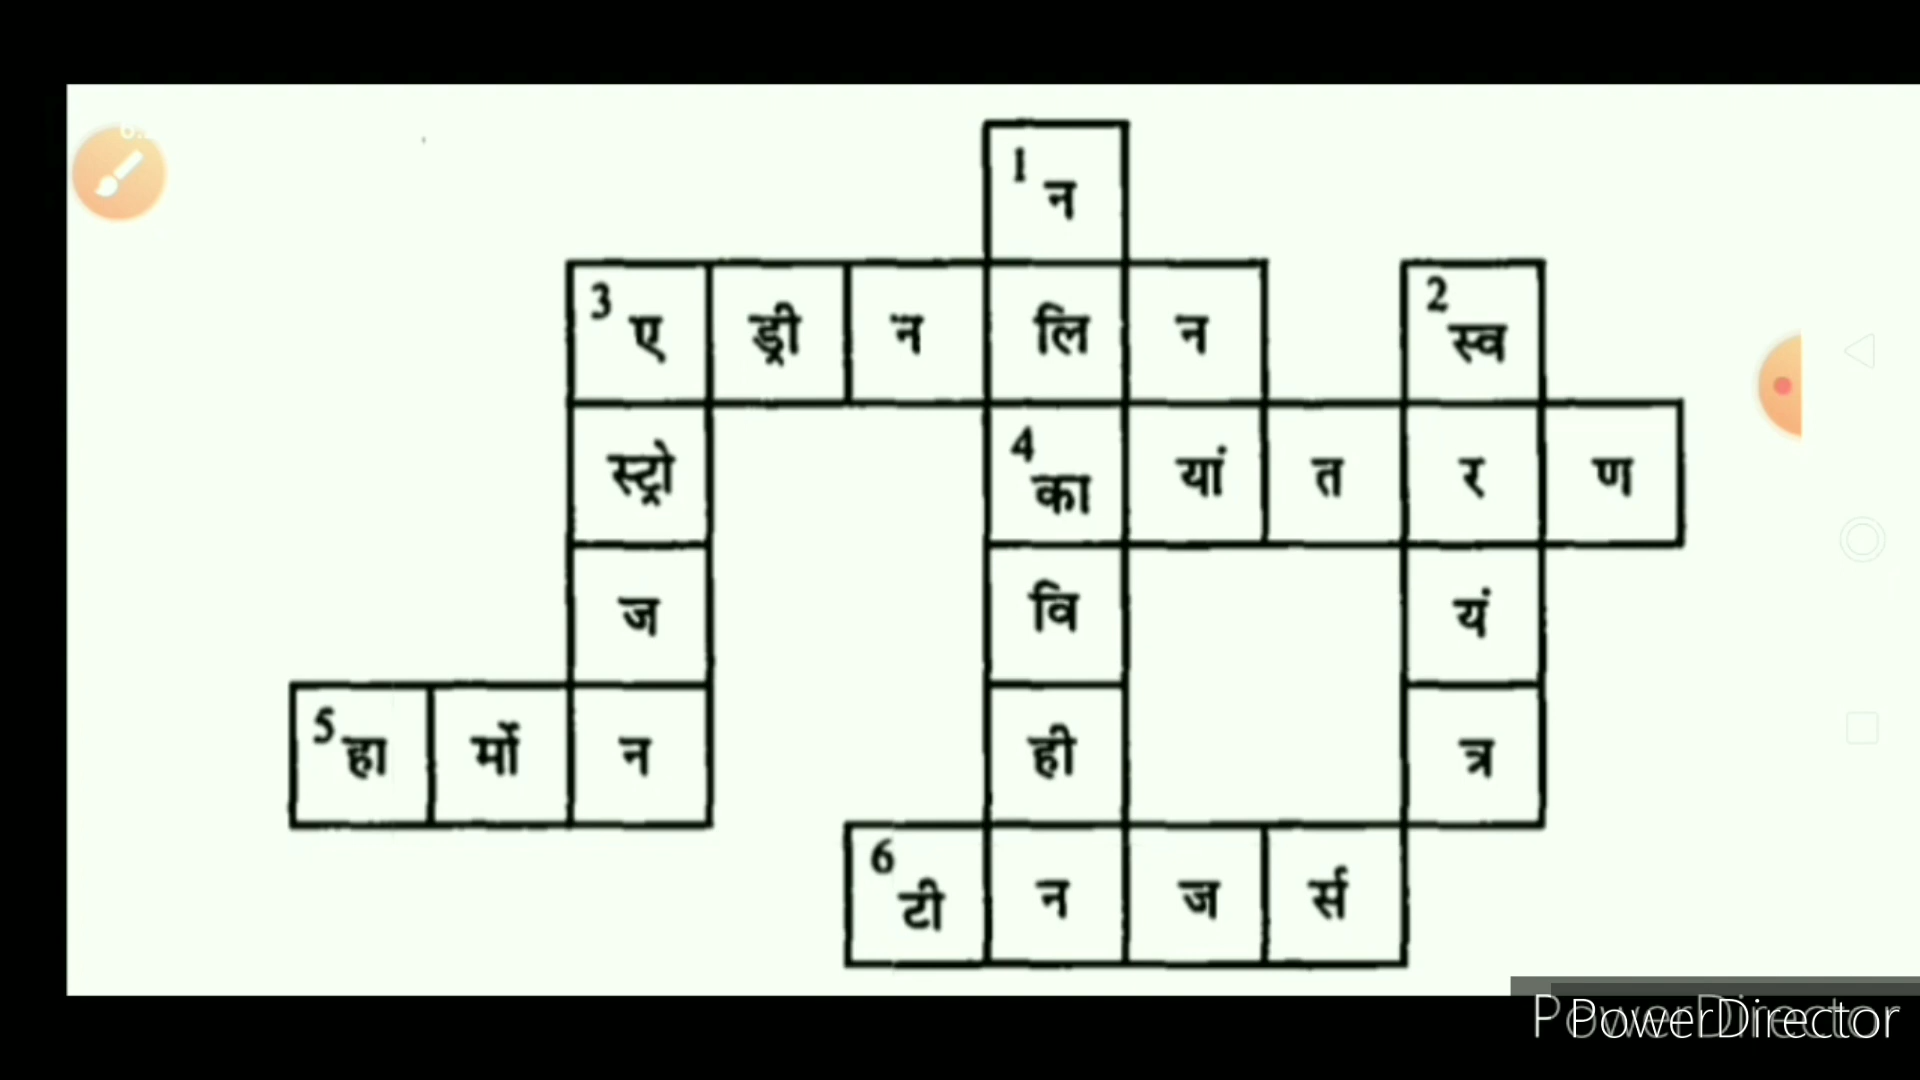 1 न
3 ए ड्री न लि न 2 स्व
स्ट्रो 4 का यां त र ण
ज वि यं
5 हा र्मो न ही त्र
6 टी न ज र्स
PowerDirector